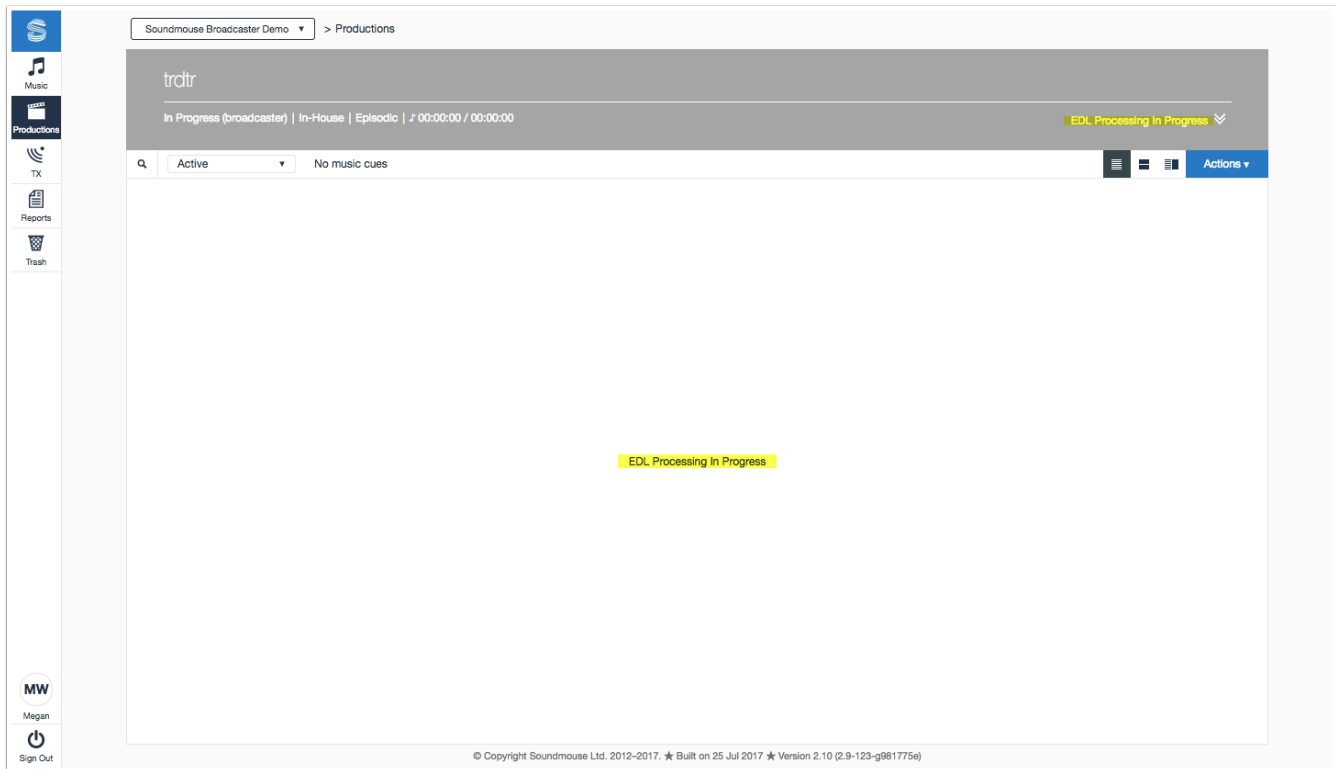 Soundmouse Broadcaster Demo ▼ > Productions
Music
Productions
TX
Reports
Trash
trdtr
In Progress (broadcaster) | In-House | Episodic | ♪ 00:00:00 / 00:00:00
EDL Processing In Progress
Active ▼ No music cues
Actions ▾
EDL Processing In Progress
MW
Megan
Sign Out
© Copyright Soundmouse Ltd. 2012–2017. ★ Built on 25 Jul 2017 ★ Version 2.10 (2.9-123-g981775e)